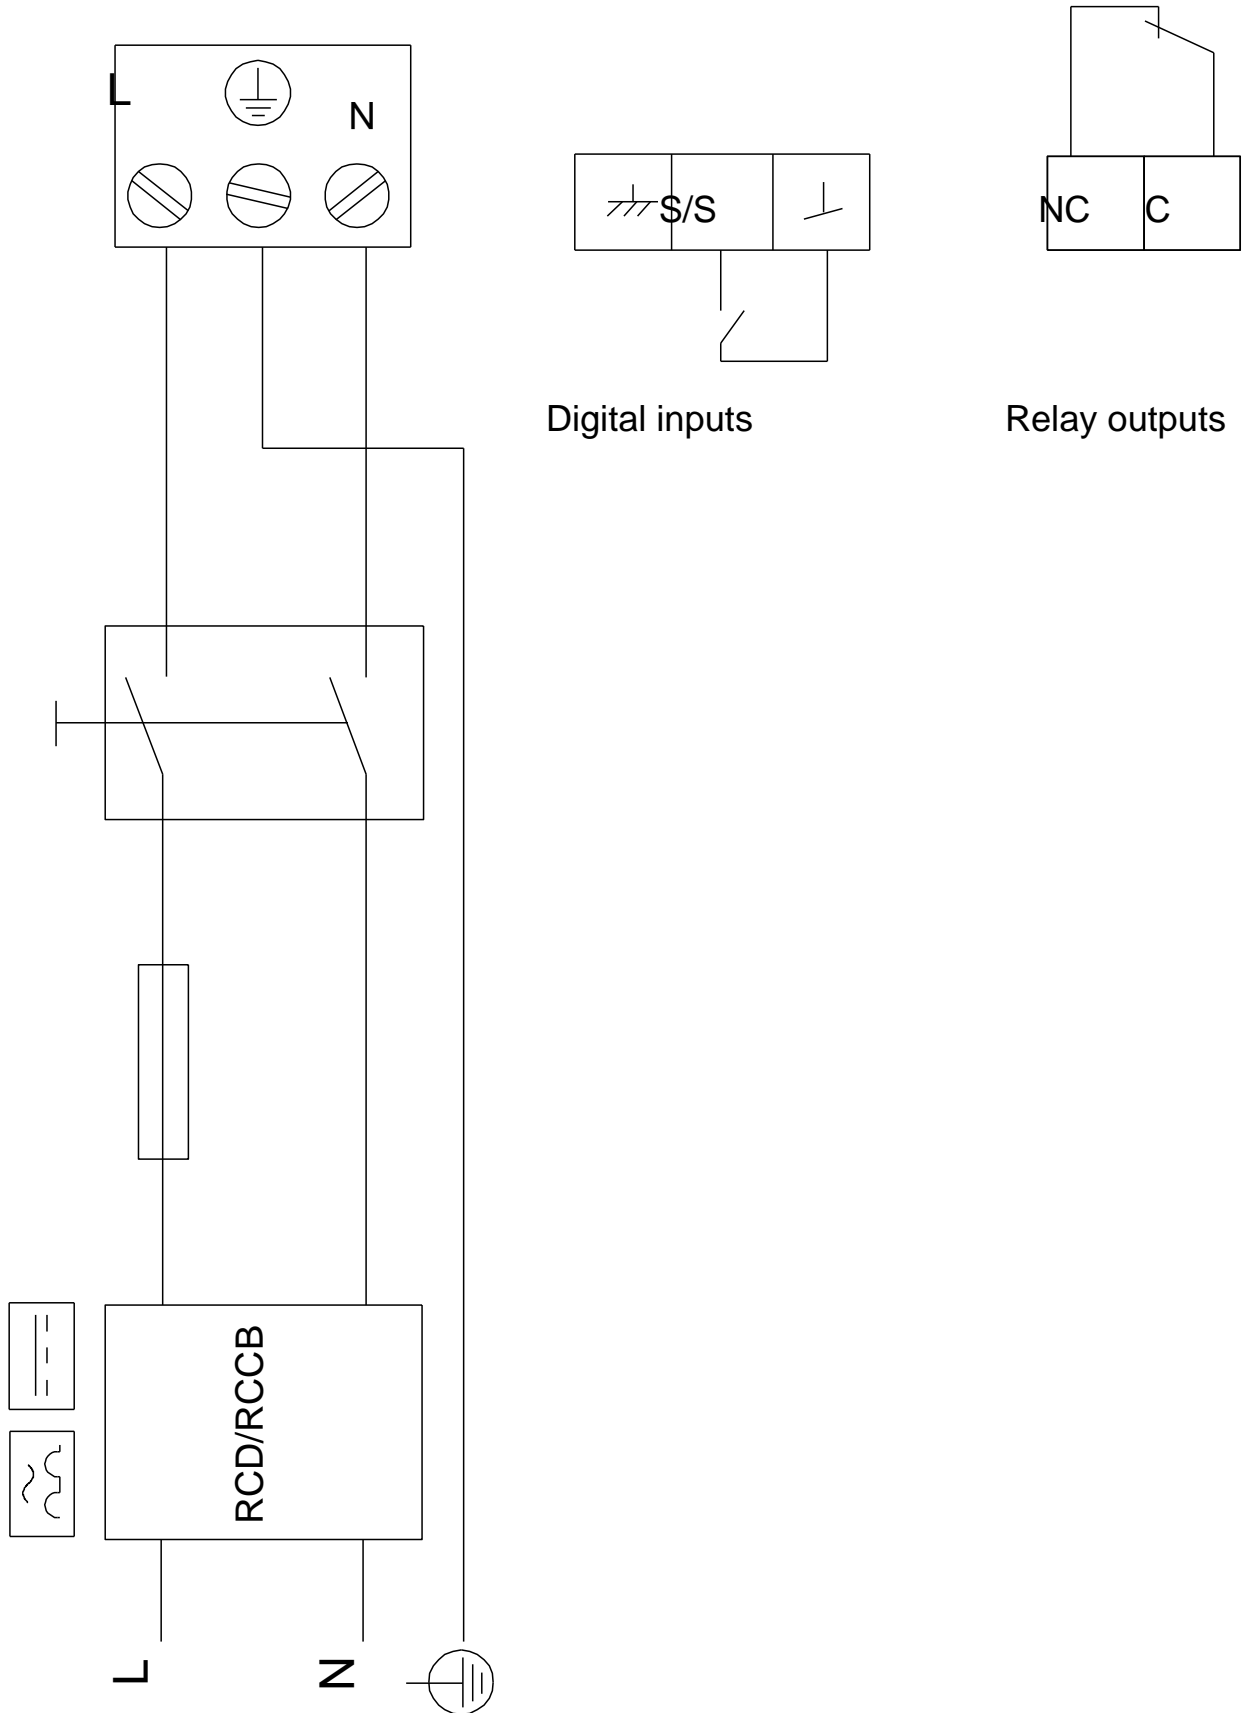 L
N
S/S
NC
C
Digital inputs
Relay outputs
RCD/RCCB
L
N